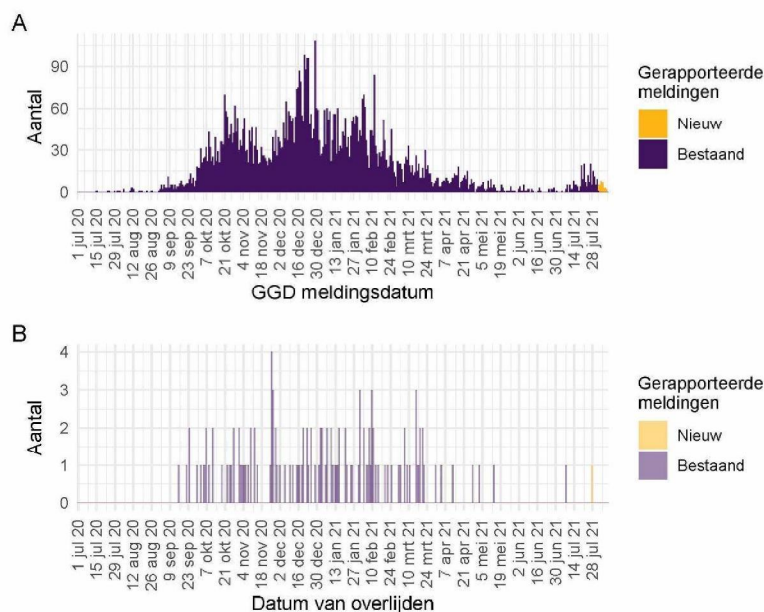 A
Aantal
90
60
30
0
1 jul 20
15 jul 20
29 jul 20
12 aug 20
26 aug 20
9 sep 20
23 sep 20
7 okt 20
21 okt 20
4 nov 20
18 nov 20
2 dec 20
16 dec 20
30 dec 20
13 jan 21
27 jan 21
10 feb 21
24 feb 21
10 mrt 21
24 mrt 21
7 apr 21
21 apr 21
5 mei 21
19 mei 21
2 jun 21
16 jun 21
30 jun 21
14 jul 21
28 jul 21
GGD meldingsdatum
Gerapporteerde
meldingen
Nieuw
Bestaand
B
Aantal
4
3
2
1
0
1 jul 20
15 jul 20
29 jul 20
12 aug 20
26 aug 20
9 sep 20
23 sep 20
7 okt 20
21 okt 20
4 nov 20
18 nov 20
2 dec 20
16 dec 20
30 dec 20
13 jan 21
27 jan 21
10 feb 21
24 feb 21
10 mrt 21
24 mrt 21
7 apr 21
21 apr 21
5 mei 21
19 mei 21
2 jun 21
16 jun 21
30 jun 21
14 jul 21
28 jul 21
Datum van overlijden
Gerapporteerde
meldingen
Nieuw
Bestaand